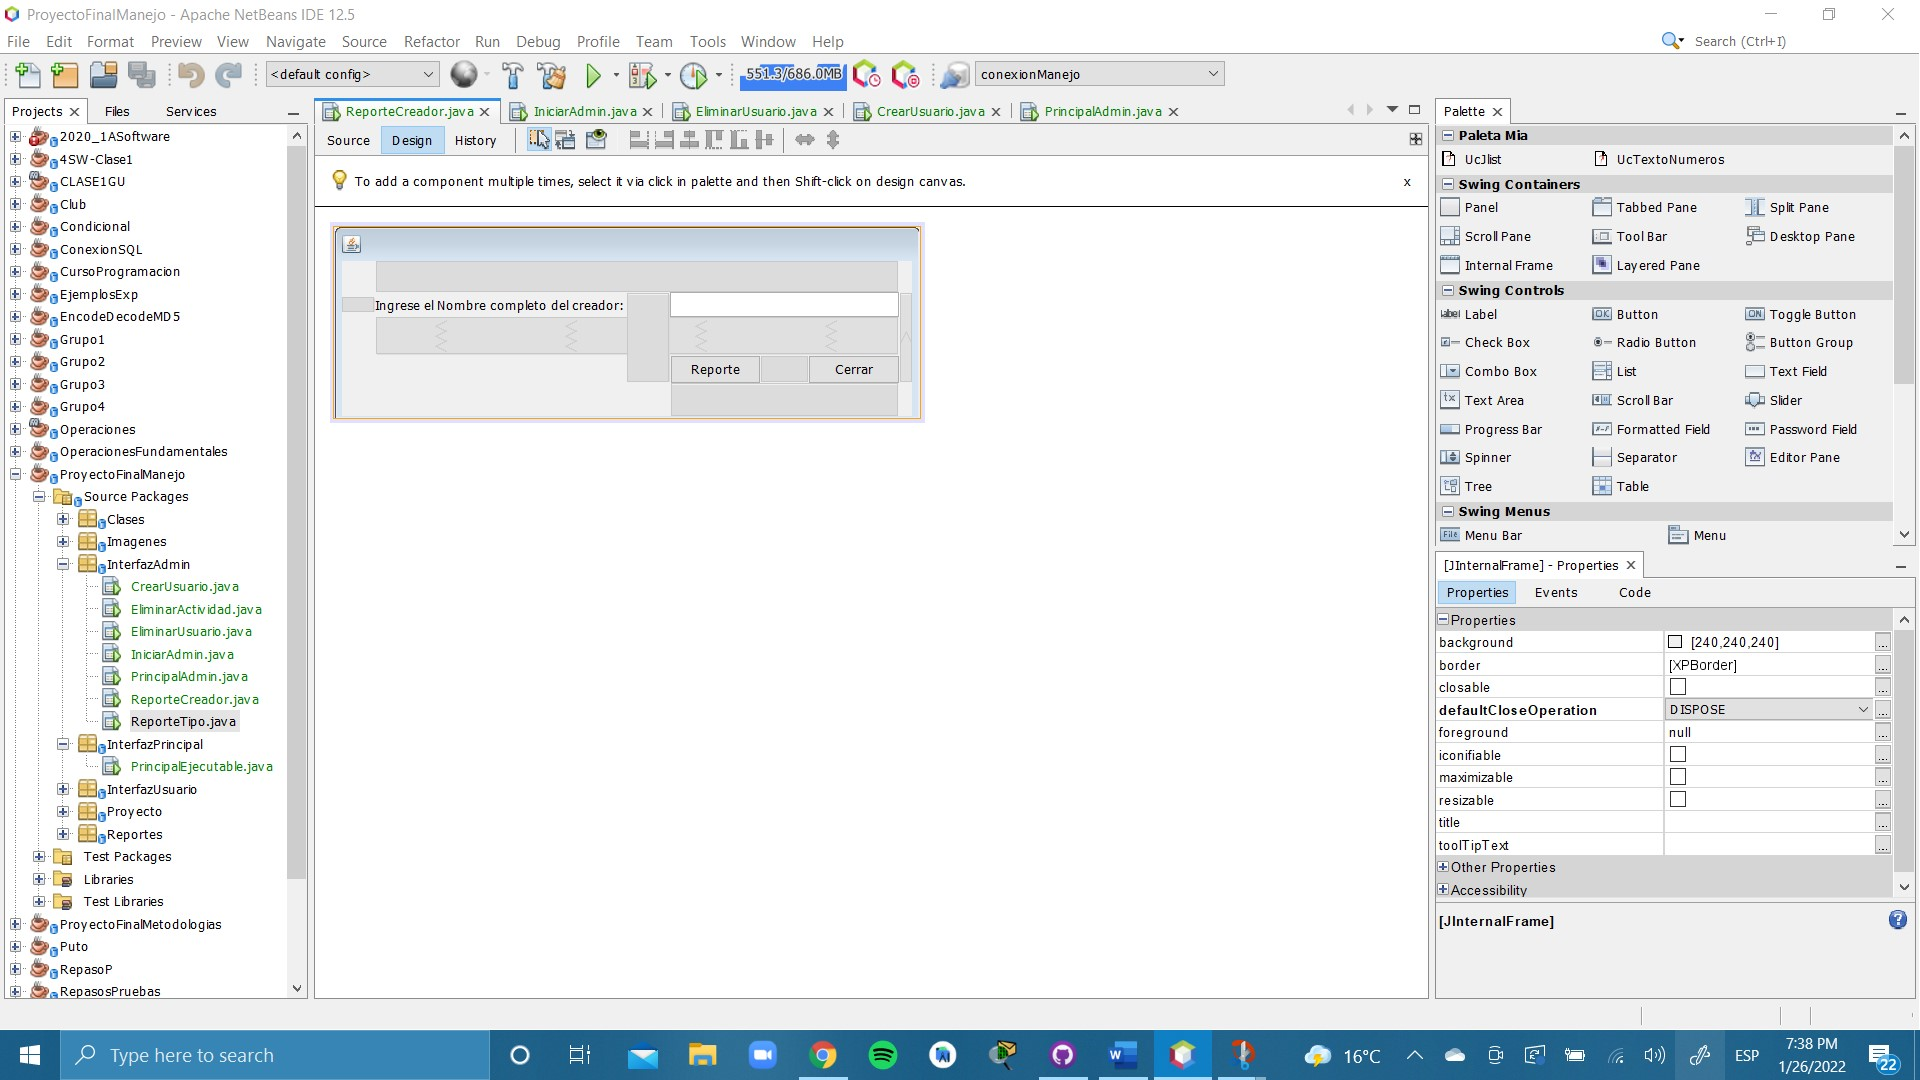 ProyectoFinalManejo - Apache NetBeans IDE 12.5
File Edit Format Preview View Navigate Source Refactor Run Debug Profile Team Tools Window Help
Search (Ctrl+I)
<default config>
551.3/686.0MB
conexionManejo
Projects Files Services
ReporteCreador.java IniciarAdmin.java EliminarUsuario.java CrearUsuario.java PrincipalAdmin.java
Source Design History
To add a component multiple times, select it via click in palette and then Shift-click on design canvas.
x
Ingrese el Nombre completo del creador:
Reporte Cerrar
2020_1ASoftware
4SW-Clase1
CLASE1GU
Club
Condicional
ConexionSQL
CursoProgramacion
EjemplosExp
EncodeDecodeMD5
Grupo1
Grupo2
Grupo3
Grupo4
Operaciones
OperacionesFundamentales
ProyectoFinalManejo
Source Packages
Clases
Imagenes
InterfazAdmin
CrearUsuario.java
EliminarActividad.java
EliminarUsuario.java
IniciarAdmin.java
PrincipalAdmin.java
ReporteCreador.java
ReporteTipo.java
InterfazPrincipal
PrincipalEjecutable.java
InterfazUsuario
Proyecto
Reportes
Test Packages
Libraries
Test Libraries
ProyectoFinalMetodologias
Puto
RepasoP
RepasosPruebas
Palette
Paleta Mia
UcJlist UcTextoNumeros
Swing Containers
Panel Tabbed Pane Split Pane
Scroll Pane Tool Bar Desktop Pane
Internal Frame Layered Pane
Swing Controls
Label Button Toggle Button
Check Box Radio Button Button Group
Combo Box List Text Field
Text Area Scroll Bar Slider
Progress Bar Formatted Field Password Field
Spinner Separator Editor Pane
Tree Table
Swing Menus
Menu Bar Menu
[JInternalFrame] - Properties
Properties Events Code
Properties
background [240,240,240] ...
border [XPBorder] ...
closable ...
defaultCloseOperation DISPOSE ...
foreground null ...
iconifiable ...
maximizable ...
resizable ...
title ...
toolTipText ...
Other Properties
Accessibility
[JInternalFrame]
Type here to search
16°C
ESP
7:38 PM
1/26/2022
22